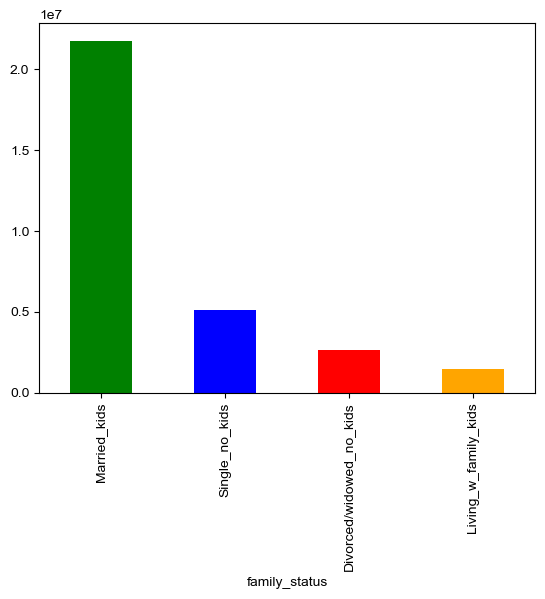 1e7
2.0
1.5
1.0
0.5
0.0
Married_kids
Single_no_kids
Divorced/widowed_no_kids
Living_w_family_kids
family_status